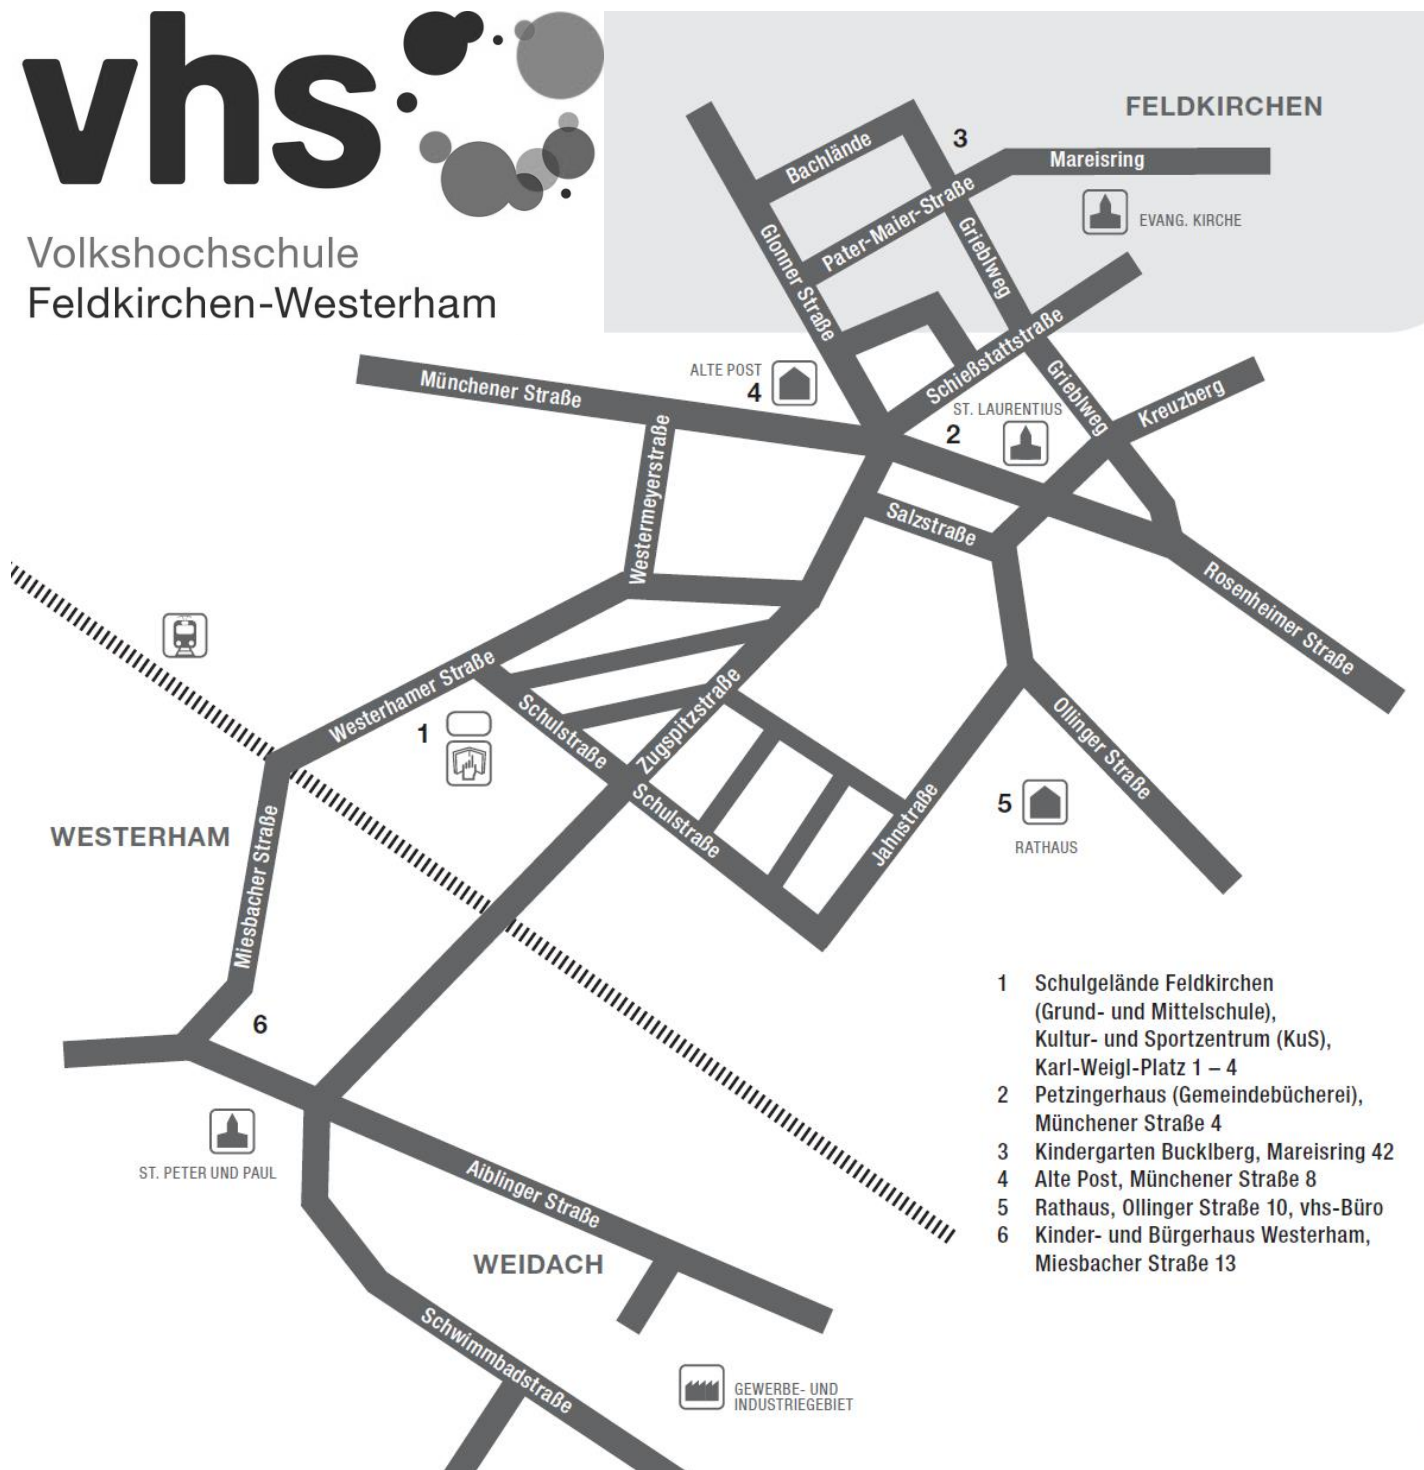 vhs
Volkshochschule
Feldkirchen-Westerham
FELDKIRCHEN
3
Bachlände
Mareisring
Pater-Maier-Straße
EVANG. KIRCHE
Glonner Straße
Grieblweg
Schießstattstraße
ALTE POST
4
Münchener Straße
Grieblweg
Kreuzberg
ST. LAURENTIUS
2
Westermeyerstraße
Salzstraße
Rosenheimer Straße
Westerhamer Straße
1
Schulstraße
Zugspitzstraße
Ollinger Straße
Schulstraße
Jahnstraße
5
RATHAUS
WESTERHAM
Miesbacher Straße
6
ST. PETER UND PAUL
Aiblinger Straße
WEIDACH
Schwimmbadstraße
GEWERBE- UND
INDUSTRIEGEBIET
1 Schulgelände Feldkirchen
(Grund- und Mittelschule),
Kultur- und Sportzentrum (KuS),
Karl-Weigl-Platz 1 – 4
2 Petzingerhaus (Gemeindebücherei),
Münchener Straße 4
3 Kindergarten Bucklberg, Mareisring 42
4 Alte Post, Münchener Straße 8
5 Rathaus, Ollinger Straße 10, vhs-Büro
6 Kinder- und Bürgerhaus Westerham,
Miesbacher Straße 13